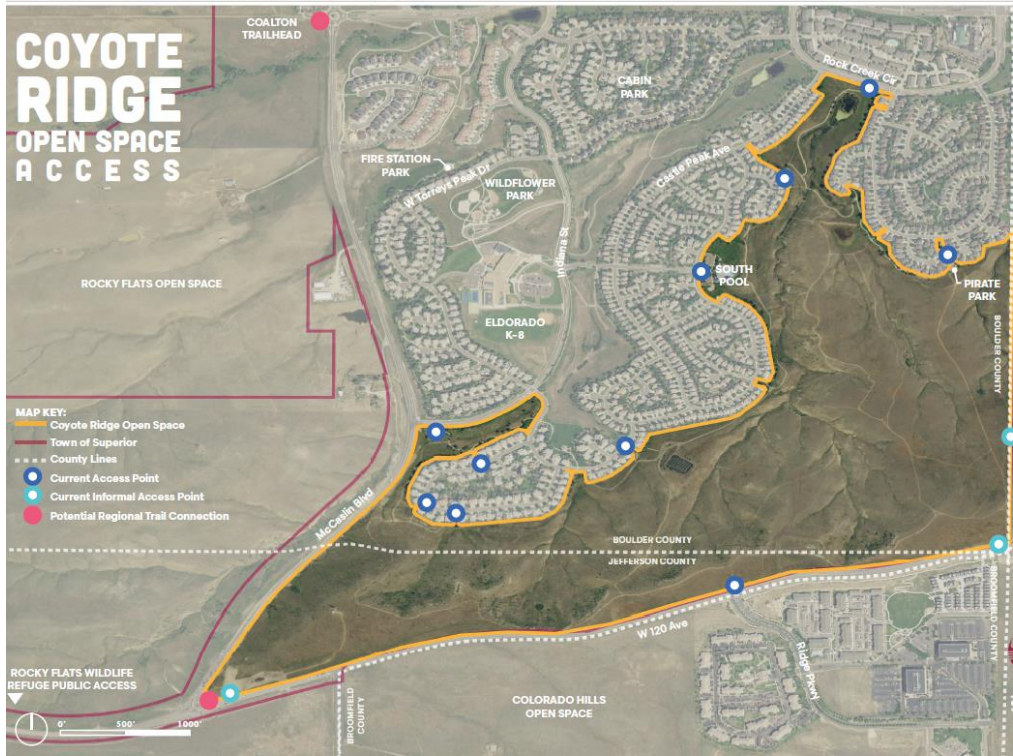 COYOTE
RIDGE
OPEN SPACE
ACCESS
COALTON
TRAILHEAD
Rock Creek Cir
CABIN
PARK
FIRE STATION
PARK
W Torreys Peak Dr
WILDFLOWER
PARK
Castle Peak Ave
Indiana St
ROCKY FLATS OPEN SPACE
SOUTH
POOL
PIRATE
PARK
ELDORADO
K-8
BOULDER COUNTY
MAP KEY:
Coyote Ridge Open Space
Town of Superior
County Lines
Current Access Point
Current Informal Access Point
Potential Regional Trail Connection
McCaslin Blvd
BOULDER COUNTY
JEFFERSON COUNTY
BROOMFIELD COUNTY
W 120 Ave
Ridge Pkwy
ROCKY FLATS WILDLIFE
REFUGE PUBLIC ACCESS
BROOMFIELD
COUNTY
COLORADO HILLS
OPEN SPACE
0' 500' 1000'